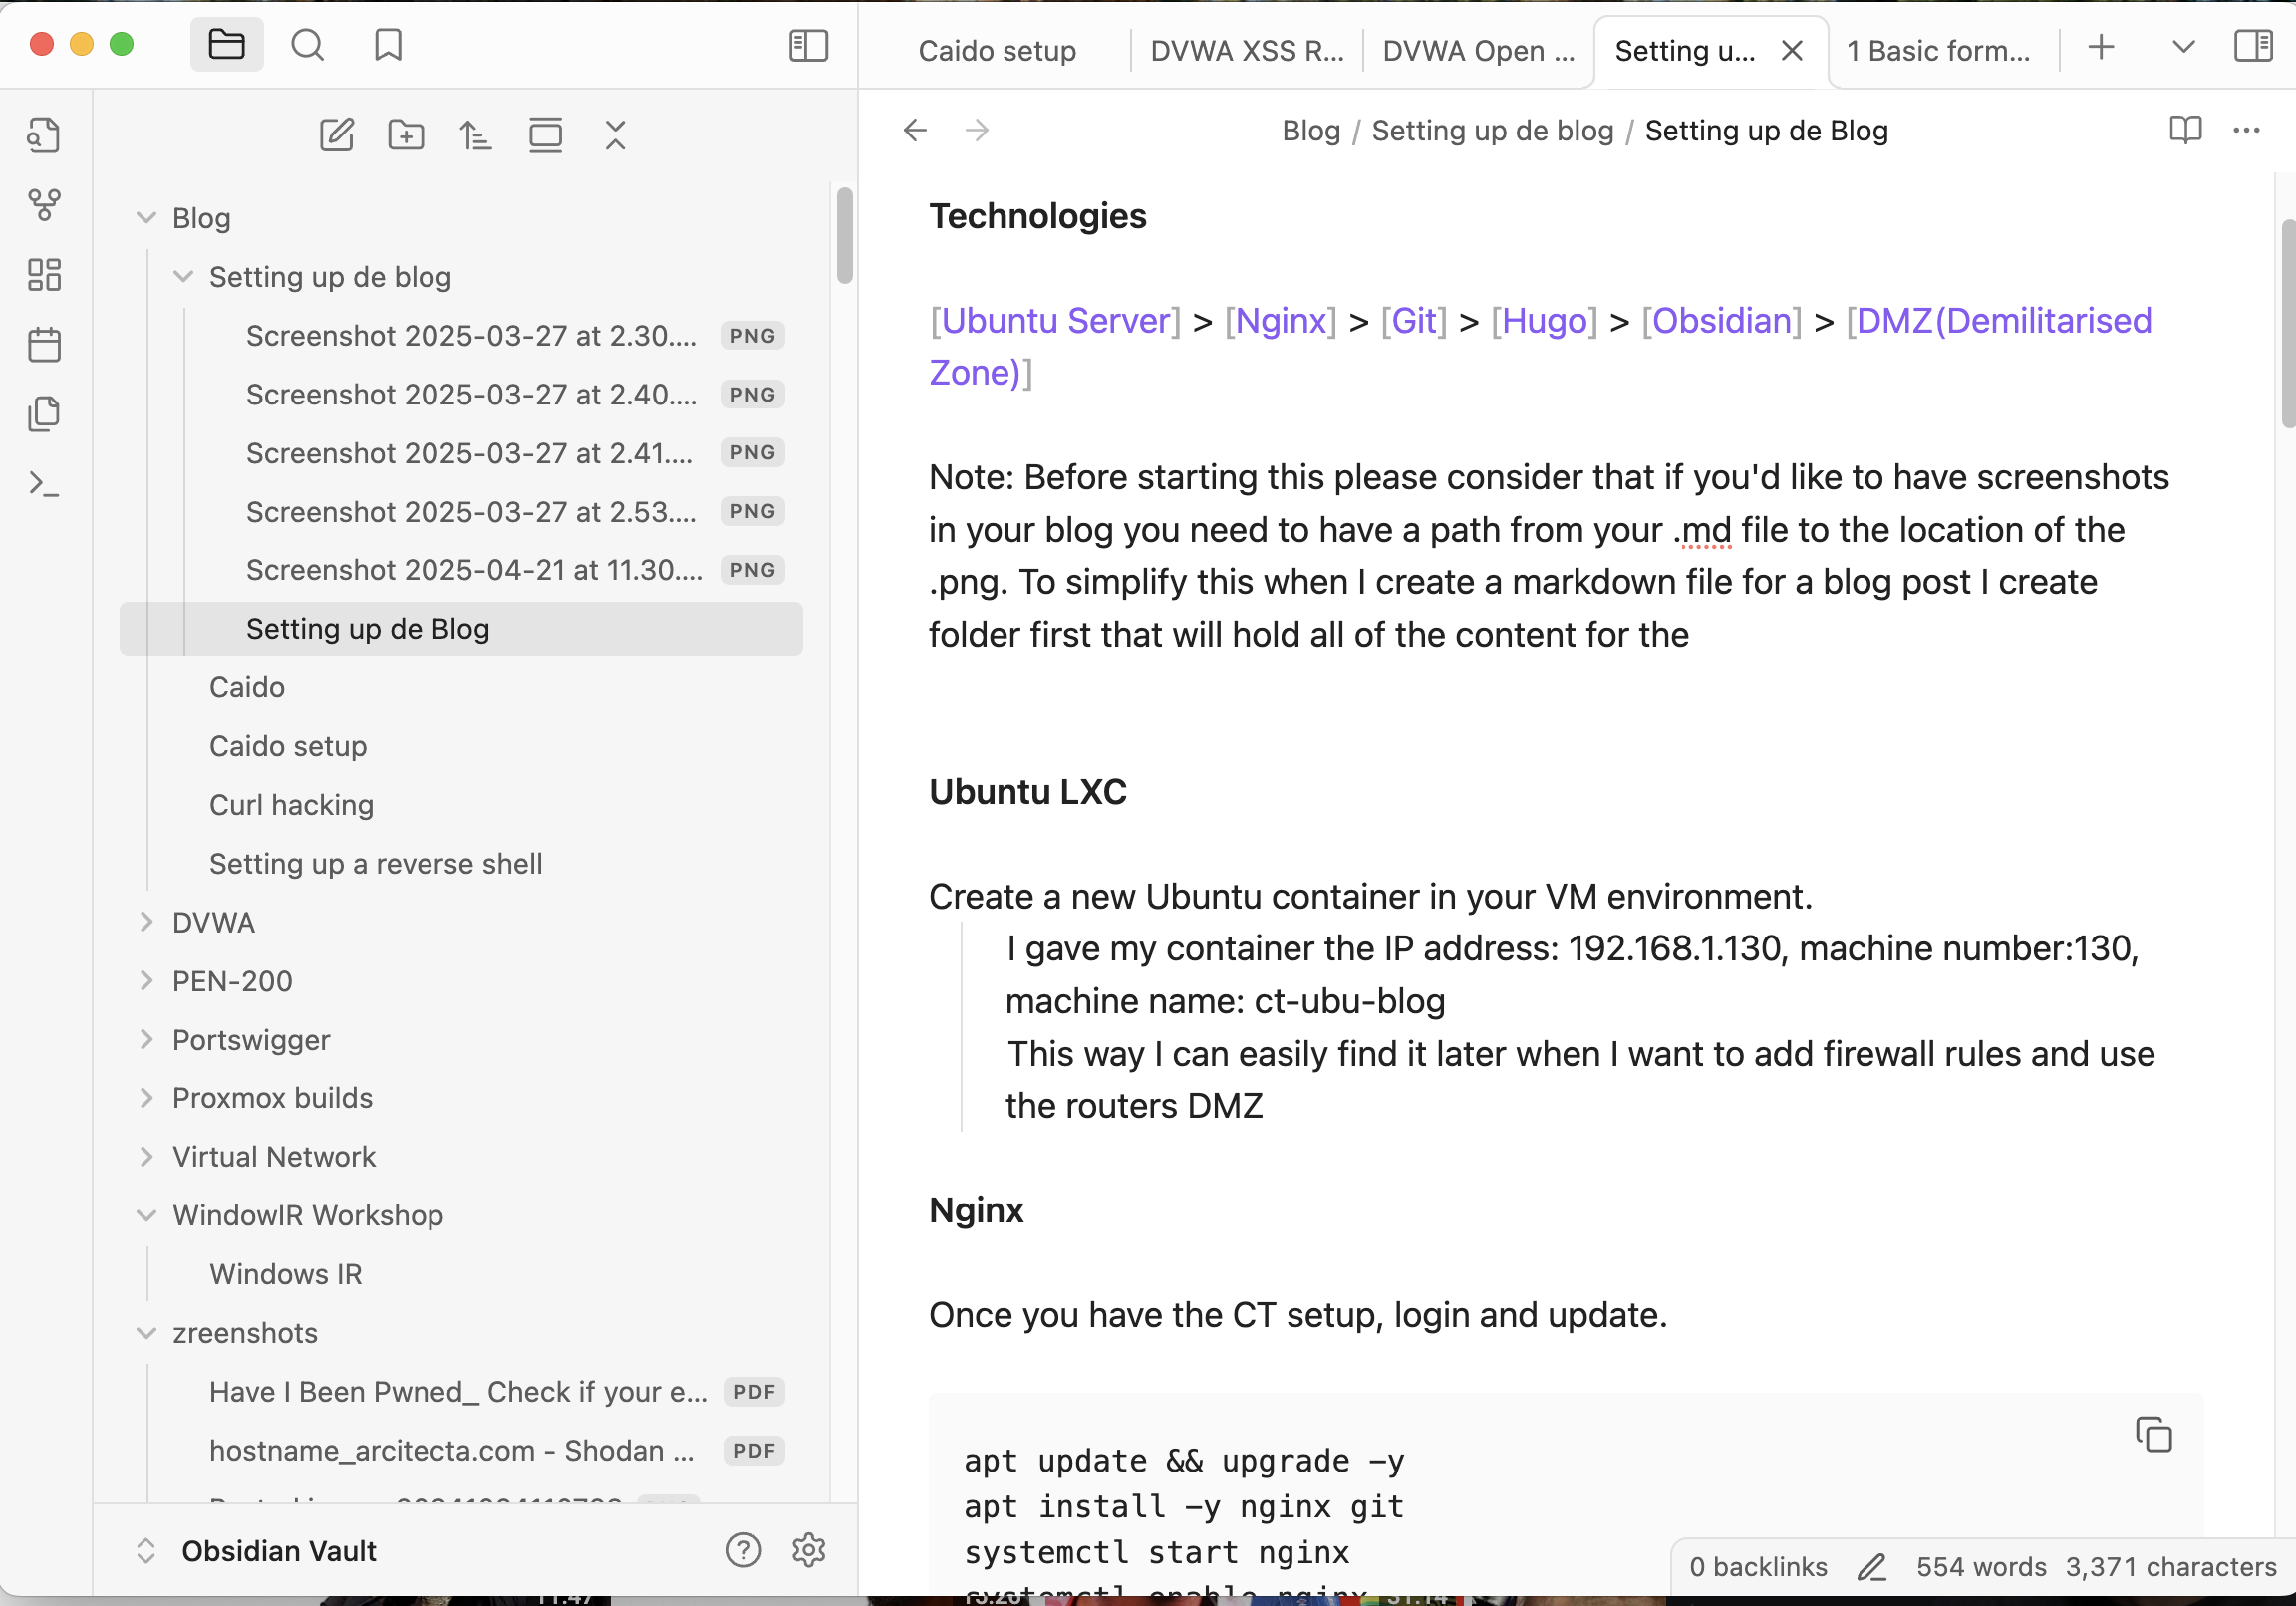 Caido setup
DVWA XSS R...
DVWA Open ...
Setting u...
1 Basic form...
Blog / Setting up de blog / Setting up de Blog
Blog
Setting up de blog
Screenshot 2025-03-27 at 2.30.... PNG
Screenshot 2025-03-27 at 2.40.... PNG
Screenshot 2025-03-27 at 2.41.... PNG
Screenshot 2025-03-27 at 2.53.... PNG
Screenshot 2025-04-21 at 11.30.... PNG
Setting up de Blog
Caido
Caido setup
Curl hacking
Setting up a reverse shell
DVWA
PEN-200
Portswigger
Proxmox builds
Virtual Network
WindowIR Workshop
Windows IR
zreenshots
Have I Been Pwned_ Check if your e... PDF
hostname_arcitecta.com - Shodan ... PDF
Obsidian Vault
Technologies
[Ubuntu Server] > [Nginx] > [Git] > [Hugo] > [Obsidian] > [DMZ(Demilitarised
Zone)]
Note: Before starting this please consider that if you'd like to have screenshots
in your blog you need to have a path from your .md file to the location of the
.png. To simplify this when I create a markdown file for a blog post I create
folder first that will hold all of the content for the
Ubuntu LXC
Create a new Ubuntu container in your VM environment.
I gave my container the IP address: 192.168.1.130, machine number:130,
machine name: ct-ubu-blog
This way I can easily find it later when I want to add firewall rules and use
the routers DMZ
Nginx
Once you have the CT setup, login and update.
apt update && upgrade -y
apt install -y nginx git
systemctl start nginx
systemctl enable nginx
0 backlinks 554 words 3,371 characters